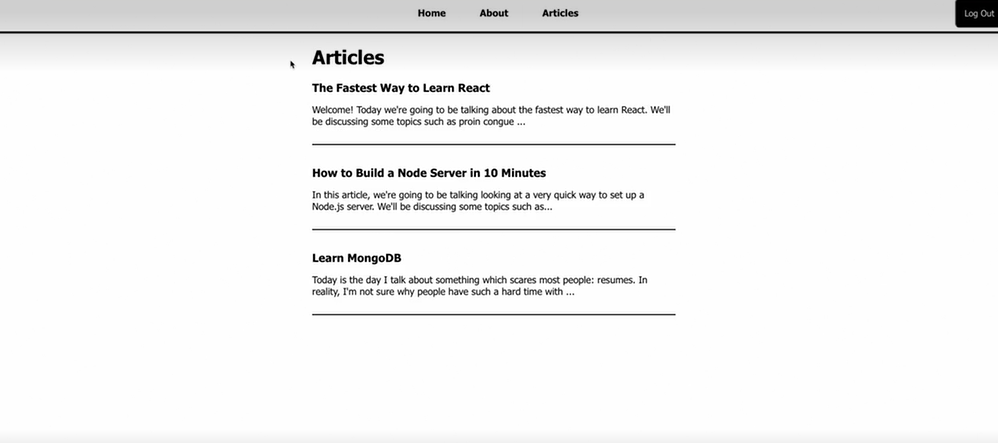 Home About Articles Log Out
Articles
The Fastest Way to Learn React
Welcome! Today we're going to be talking about the fastest way to learn React. We'll
be discussing some topics such as proin congue ...
How to Build a Node Server in 10 Minutes
In this article, we're going to be talking looking at a very quick way to set up a
Node.js server. We'll be discussing some topics such as...
Learn MongoDB
Today is the day I talk about something which scares most people: resumes. In
reality, I'm not sure why people have such a hard time with ...